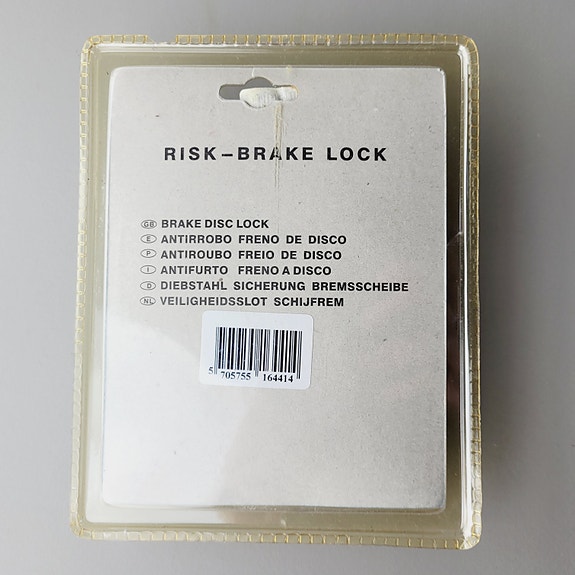 RISK-BRAKE LOCK
GB BRAKE DISC LOCK
E ANTIRROBO FRENO DE DISCO
P ANTIROUBO FREIO DE DISCO
I ANTIFURTO FRENO A DISCO
D DIEBSTAHL SICHERUNG BREMSSCHEIBE
NL VEILIGHEIDSSLOT SCHIJFREM
5 705755 164414